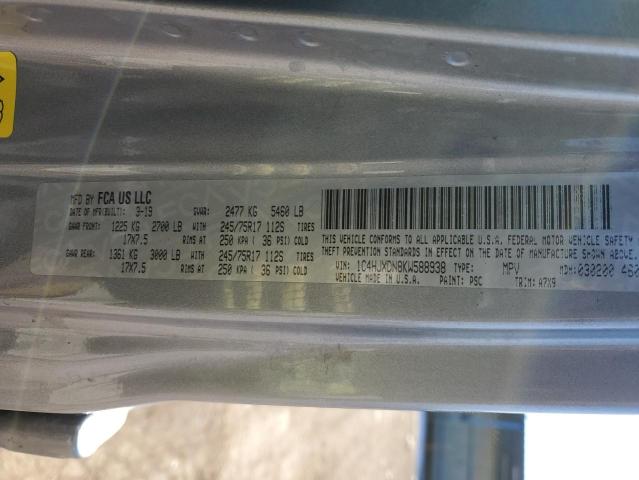 MFD BY FCA US LLC
DATE OF MFR(BUILT): 3-19 GVWR: 2477 KG 5460 LB
GAWR FRONT: 1225 KG 2700 LB WITH 245/75R17 112S TIRES
17X7.5 RIMS AT 250 KPA ( 36 PSI) COLD
GAWR REAR: 1361 KG 3000 LB WITH 245/75R17 112S TIRES
17X7.5 RIMS AT 250 KPA ( 36 PSI) COLD
THIS VEHICLE CONFORMS TO ALL APPLICABLE U.S.A. FEDERAL MOTOR VEHICLE SAFETY,
THEFT PREVENTION STANDARDS IN EFFECT ON THE DATE OF MANUFACTURE SHOWN ABOVE.
VIN: 1C4HJXDN8KW588938 TYPE: MPV MDH: 030200 460
VEHICLE MADE IN U.S.A. PAINT: PSC TRIM: A7X9